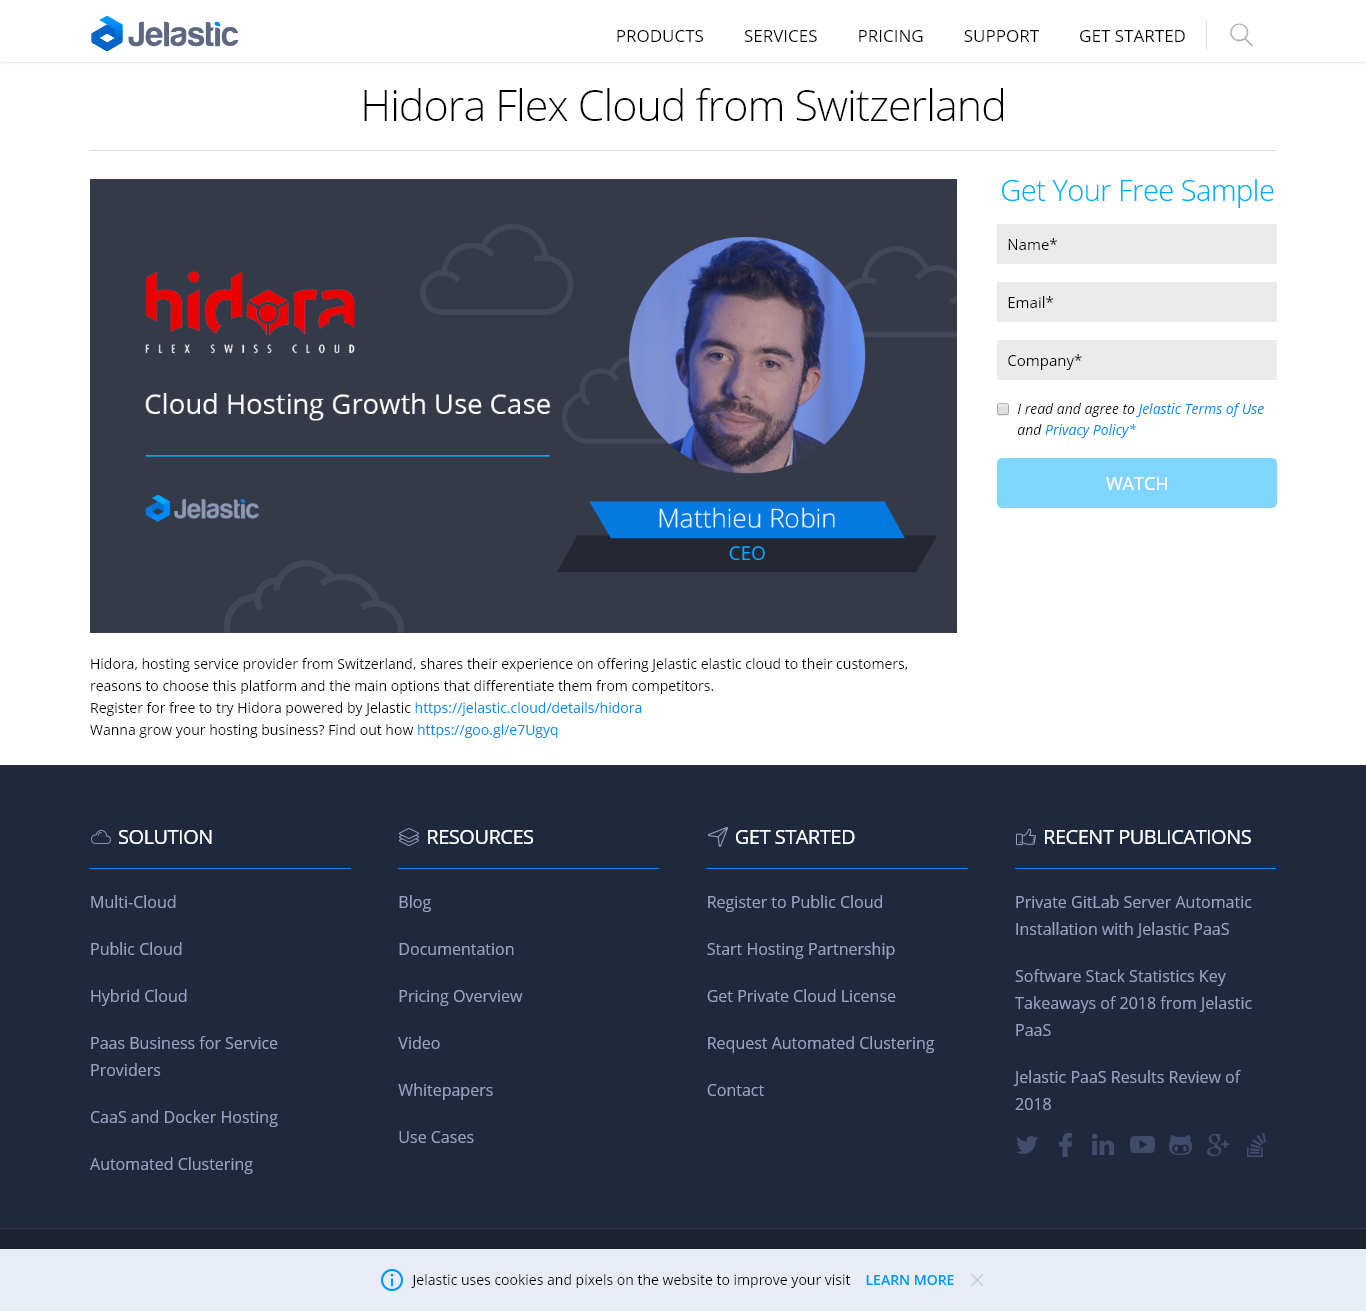 Jelastic
PRODUCTS
SERVICES
PRICING
SUPPORT
GET STARTED
Hidora Flex Cloud from Switzerland
hidora
FLEX SWISS CLOUD
Cloud Hosting Growth Use Case
Jelastic
Matthieu Robin
CEO
Get Your Free Sample
Name*
Email*
Company*
I read and agree to Jelastic Terms of Use
and Privacy Policy*
WATCH
Hidora, hosting service provider from Switzerland, shares their experience on offering Jelastic elastic cloud to their customers,
reasons to choose this platform and the main options that differentiate them from competitors.
Register for free to try Hidora powered by Jelastic https://jelastic.cloud/details/hidora
Wanna grow your hosting business? Find out how https://goo.gl/e7Ugyq
SOLUTION
Multi-Cloud
Public Cloud
Hybrid Cloud
Paas Business for Service
Providers
CaaS and Docker Hosting
Automated Clustering
RESOURCES
Blog
Documentation
Pricing Overview
Video
Whitepapers
Use Cases
GET STARTED
Register to Public Cloud
Start Hosting Partnership
Get Private Cloud License
Request Automated Clustering
Contact
RECENT PUBLICATIONS
Private GitLab Server Automatic
Installation with Jelastic PaaS
Software Stack Statistics Key
Takeaways of 2018 from Jelastic
PaaS
Jelastic PaaS Results Review of
2018
Jelastic uses cookies and pixels on the website to improve your visit LEARN MORE